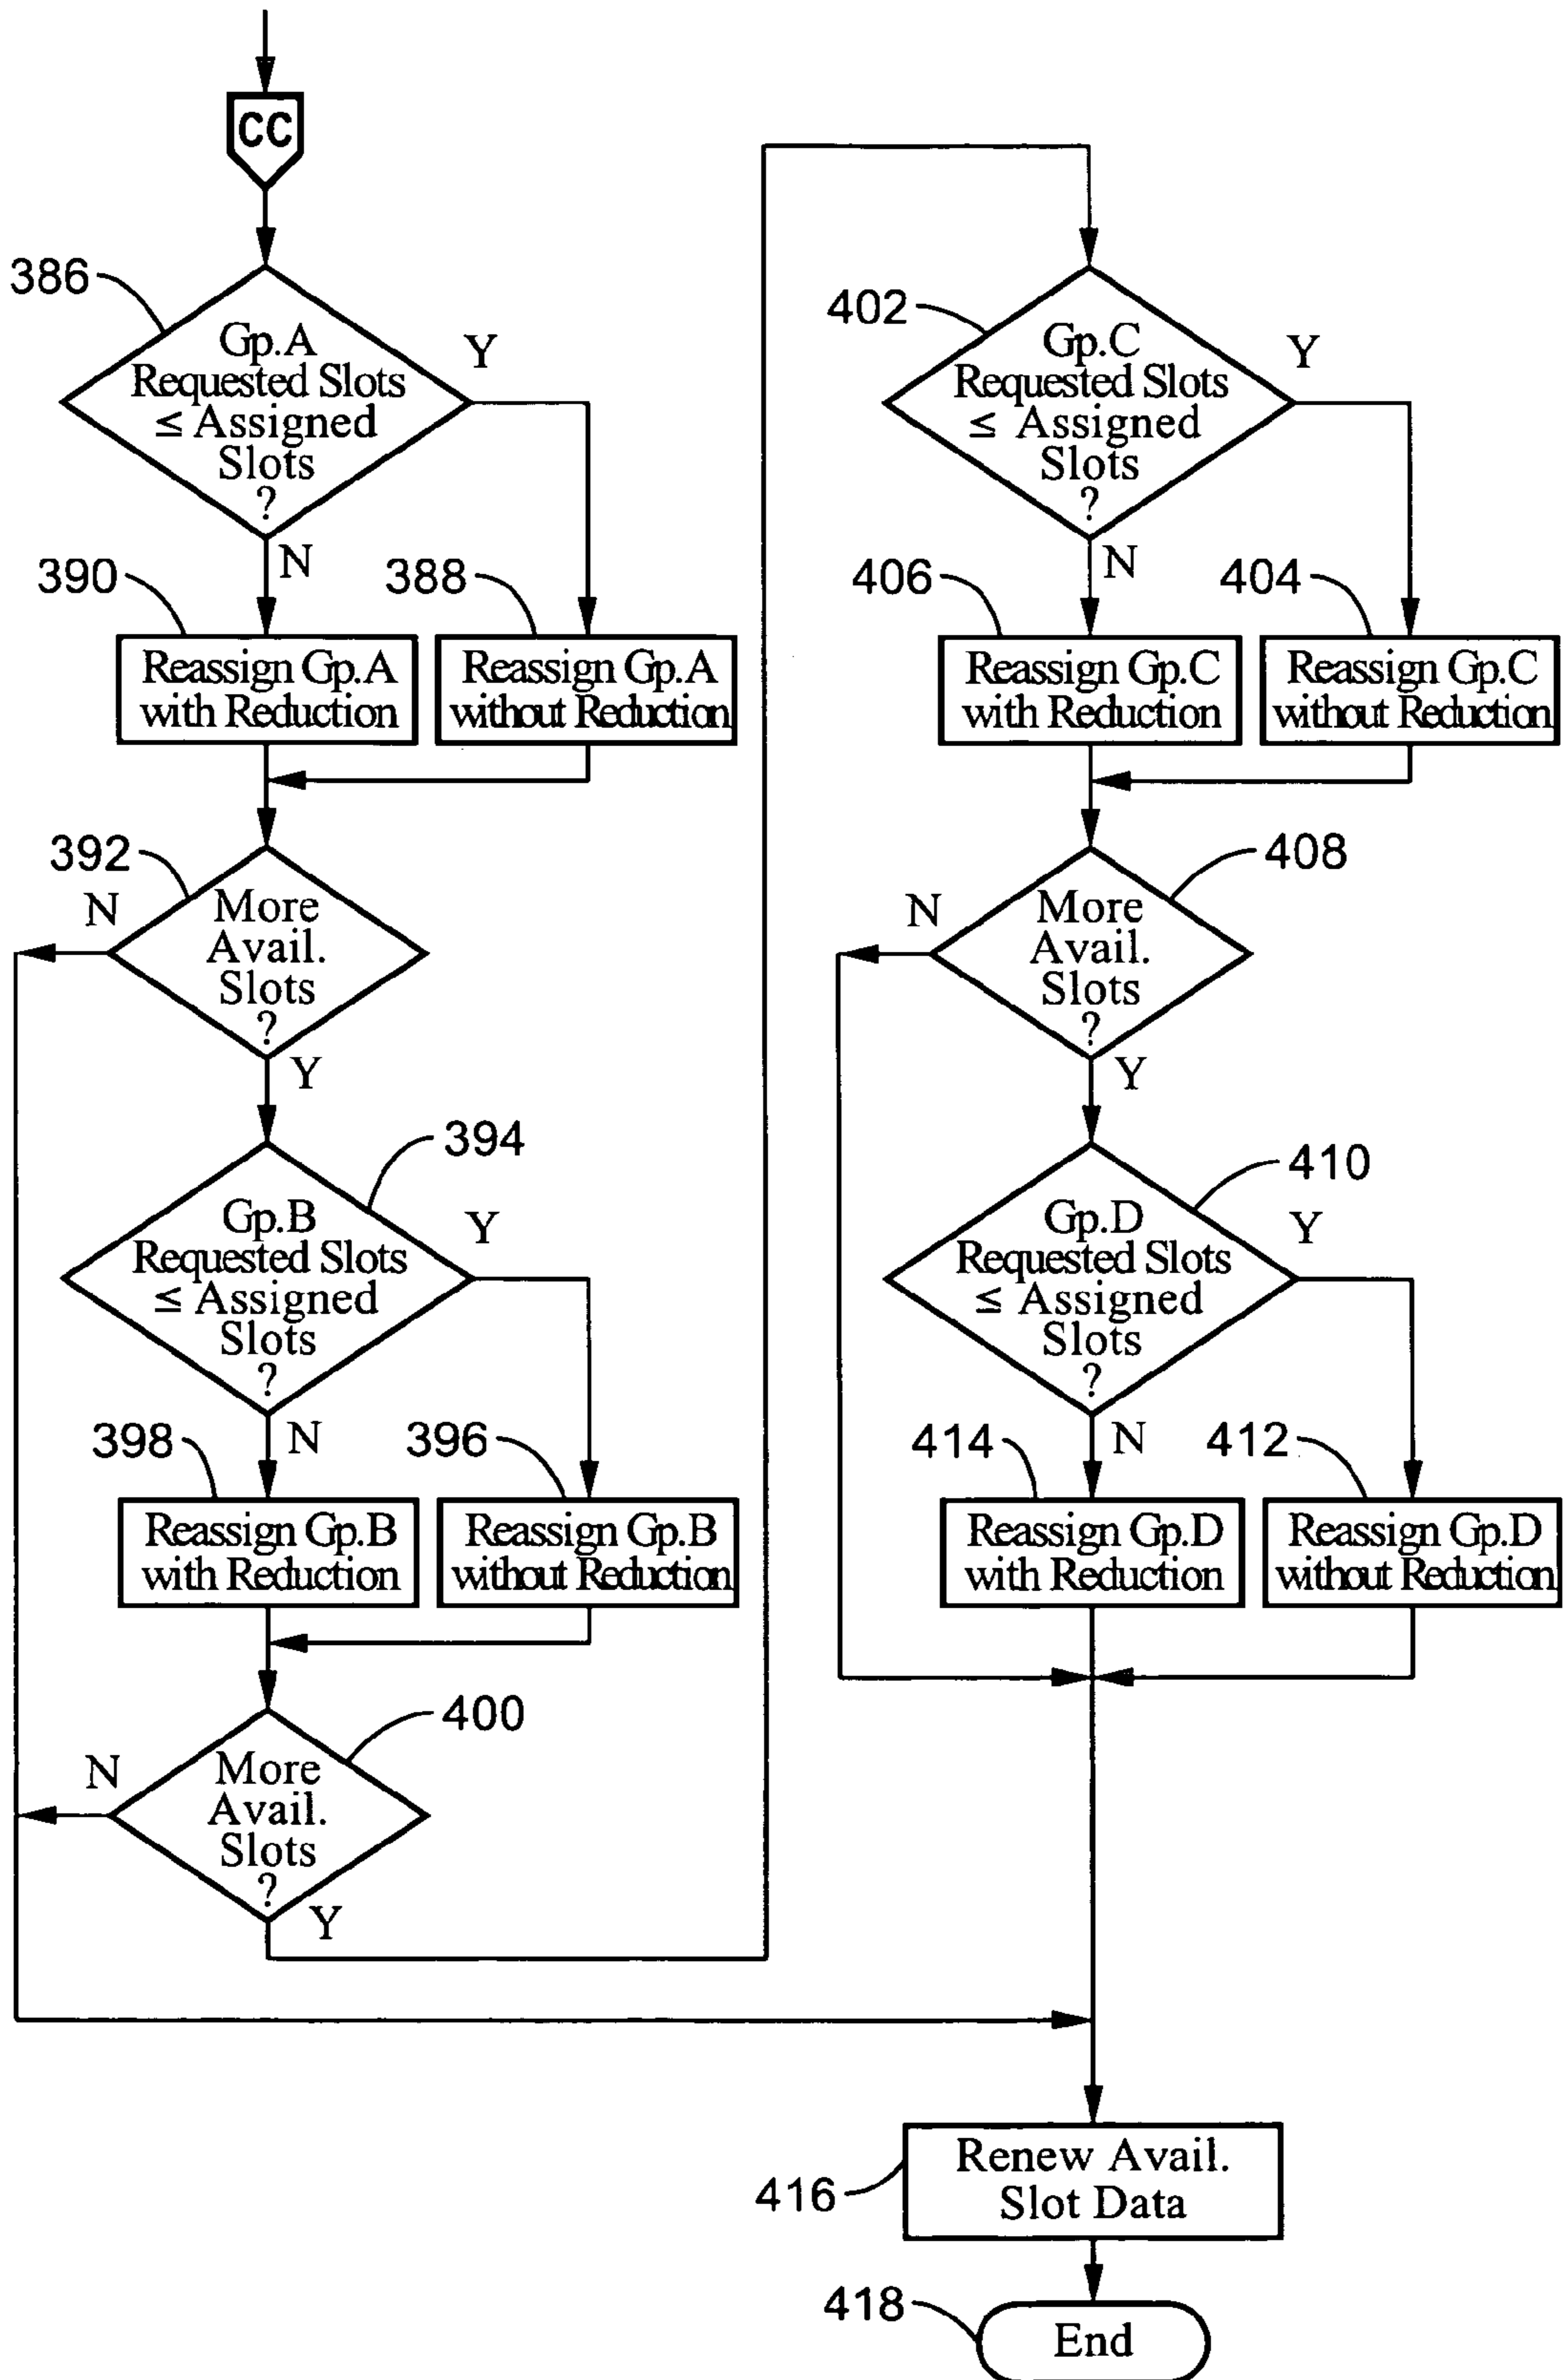 CC
386
Gp.A
Requested Slots
≤ Assigned
Slots
?
Y
N
390
388
Reassign Gp.A
with Reduction
Reassign Gp.A
without Reduction
392
N
More
Avail.
Slots
?
Y
394
Gp.B
Requested Slots
≤ Assigned
Slots
?
Y
N
398
396
Reassign Gp.B
with Reduction
Reassign Gp.B
without Reduction
400
N
More
Avail.
Slots
?
Y
402
Gp.C
Requested Slots
≤ Assigned
Slots
?
Y
N
406
404
Reassign Gp.C
with Reduction
Reassign Gp.C
without Reduction
408
N
More
Avail.
Slots
?
Y
410
Gp.D
Requested Slots
≤ Assigned
Slots
?
Y
N
414
412
Reassign Gp.D
with Reduction
Reassign Gp.D
without Reduction
416
Renew Avail.
Slot Data
418
End